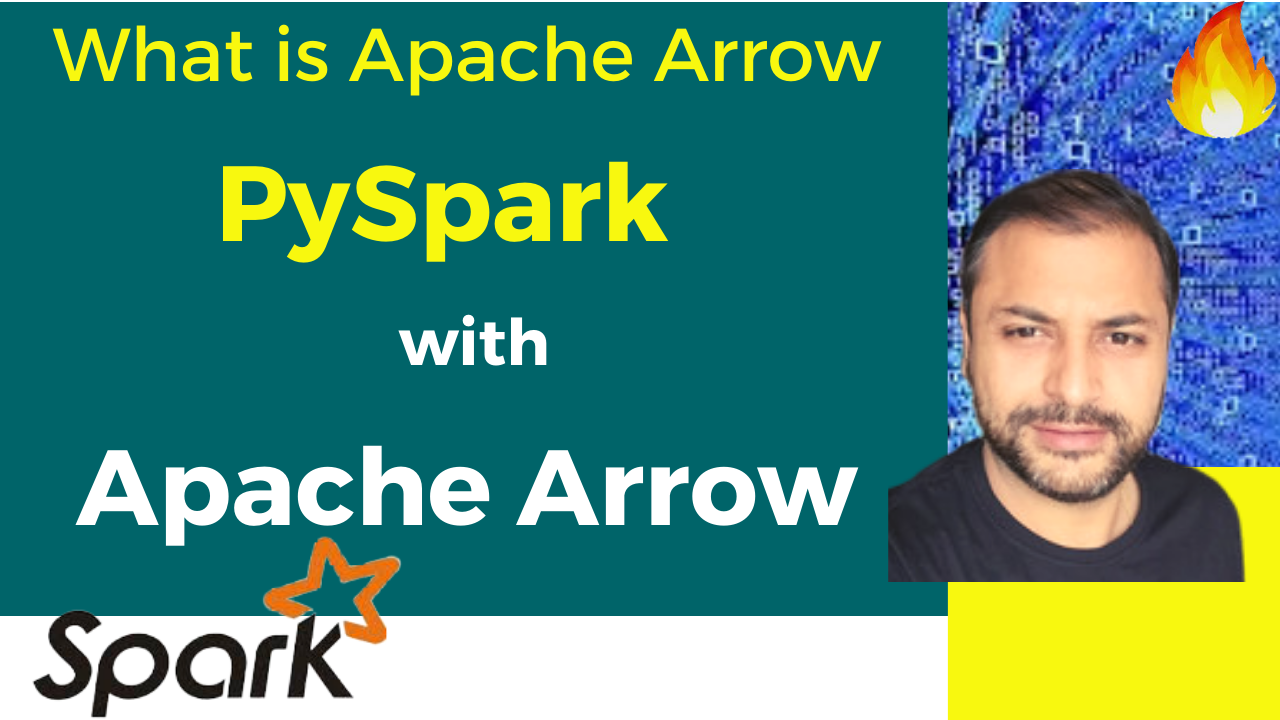 What is Apache Arrow
PySpark
with
Apache Arrow
Spark